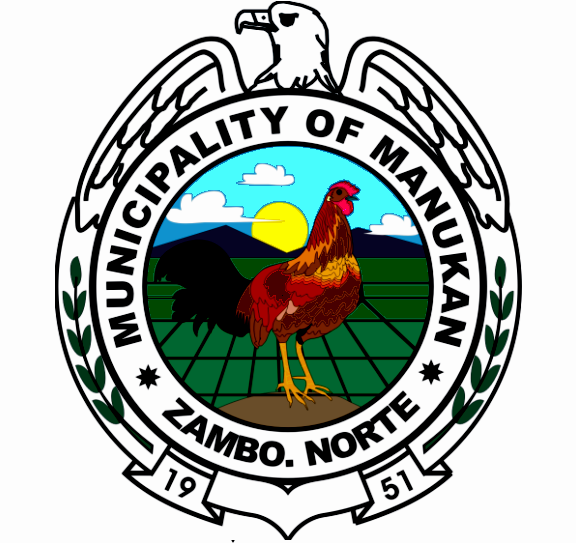 MUNICIPALITY OF MANUKAN
ZAMBO. NORTE
19 51